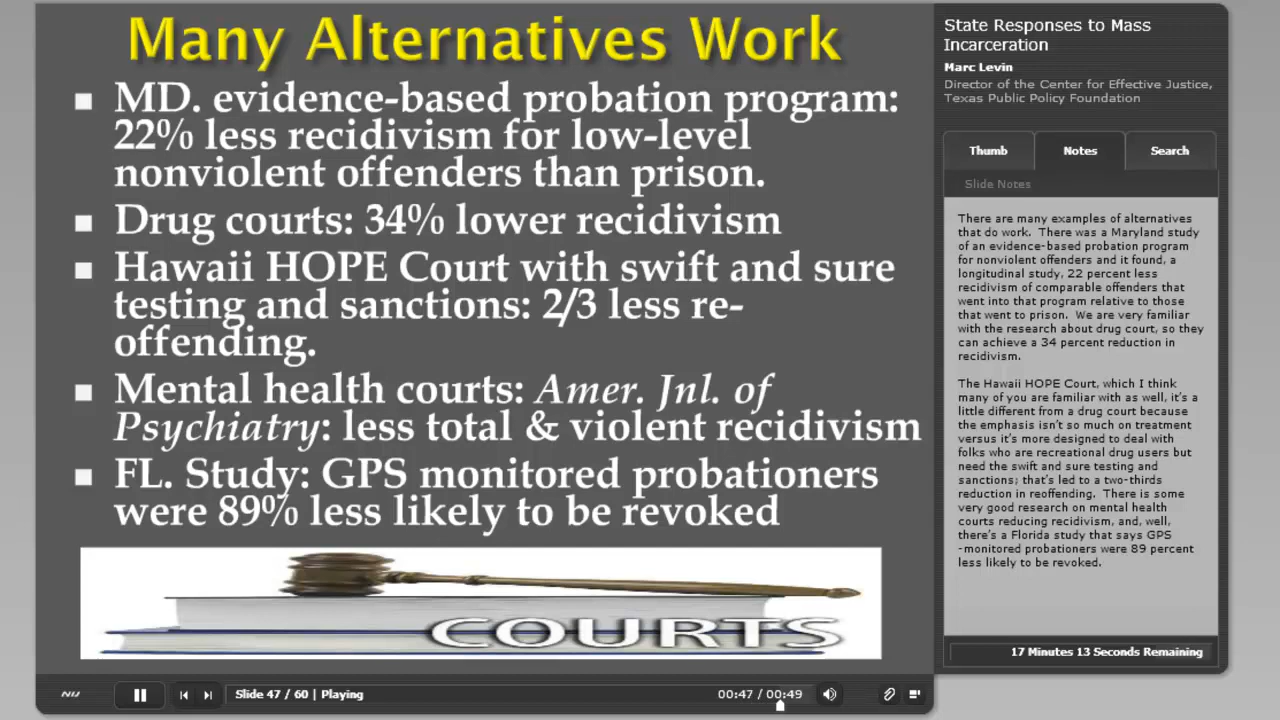 Many Alternatives Work
MD. evidence-based probation program:
22% less recidivism for low-level
nonviolent offenders than prison.
Drug courts: 34% lower recidivism
Hawaii HOPE Court with swift and sure
testing and sanctions: 2/3 less re-
offending.
Mental health courts: Amer. Jnl. of
Psychiatry: less total & violent recidivism
FL. Study: GPS monitored probationers
were 89% less likely to be revoked
COURTS
Slide 47 / 60 | Playing
00:47 / 00:49
State Responses to Mass
Incarceration
Marc Levin
Director of the Center for Effective Justice,
Texas Public Policy Foundation
Thumb
Notes
Search
Slide Notes
There are many examples of alternatives
that do work. There was a Maryland study
of an evidence-based probation program
for nonviolent offenders and it found, a
longitudinal study, 22 percent less
recidivism of comparable offenders that
went into that program relative to those
that went to prison. We are very familiar
with the research about drug court, so they
can achieve a 34 percent reduction in
recidivism.
The Hawaii HOPE Court, which I think
many of you are familiar with as well, it's a
little different from a drug court because
the emphasis isn't so much on treatment
versus it's more designed to deal with
folks who are recreational drug users but
need the swift and sure testing and
sanctions; that's led to a two-thirds
reduction in reoffending. There is some
very good research on mental health
courts reducing recidivism, and, well,
there's a Florida study that says GPS
-monitored probationers were 89 percent
less likely to be revoked.
17 Minutes 13 Seconds Remaining